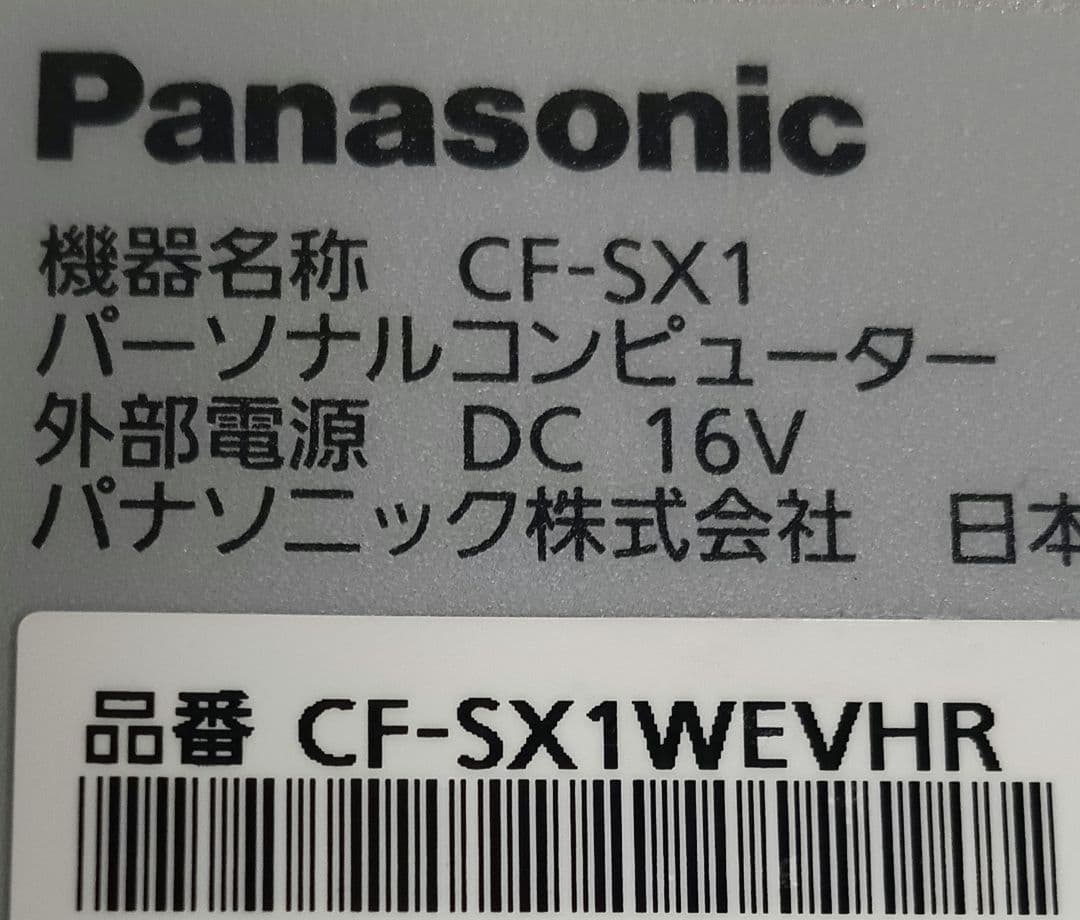 Panasonic
機器名称 CF-SX1
パーソナルコンピューター
外部電源 DC 16V
パナソニック株式会社 日本
品番 CF-SX1WEVHR